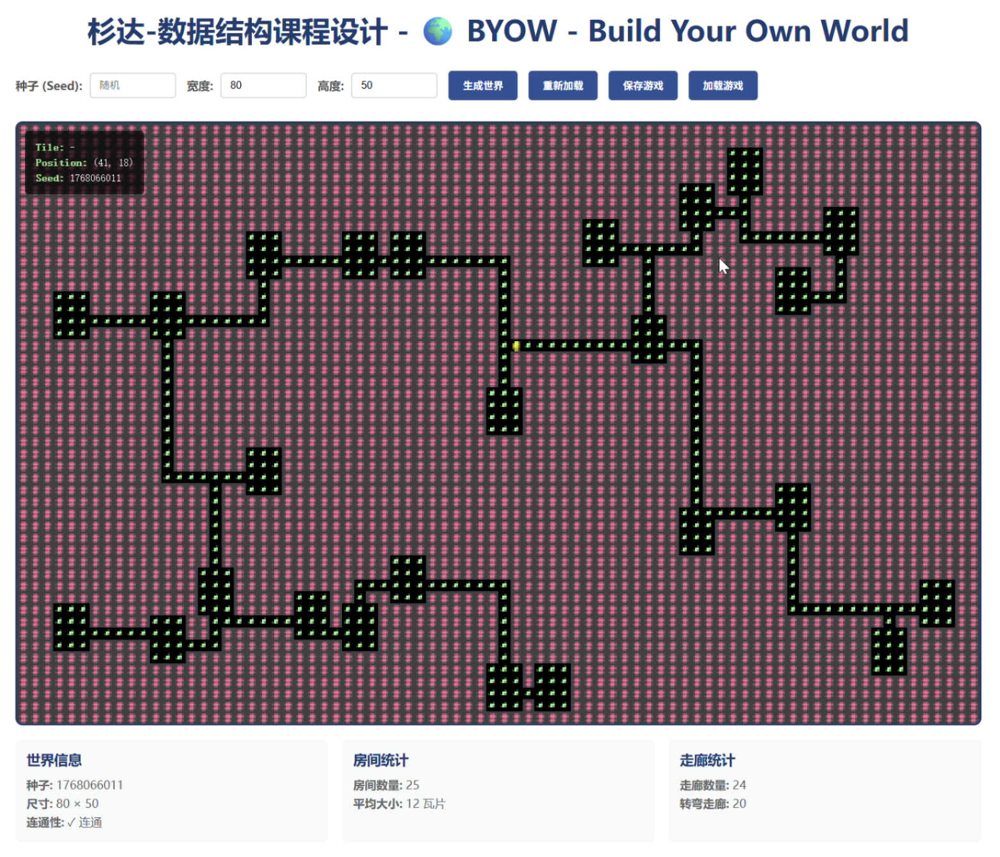 杉达-数据结构课程设计 - 🌍 BYOW - Build Your Own World
种子 (Seed): 随机 宽度: 80 高度: 50 生成世界 重新加载 保存游戏 加载游戏
Tile: -
Position: (41, 18)
Seed: 1768066011
世界信息
种子: 1768066011
尺寸: 80 × 50
连通性: ✓ 连通
房间统计
房间数量: 25
平均大小: 12 瓦片
走廊统计
走廊数量: 24
转弯走廊: 20